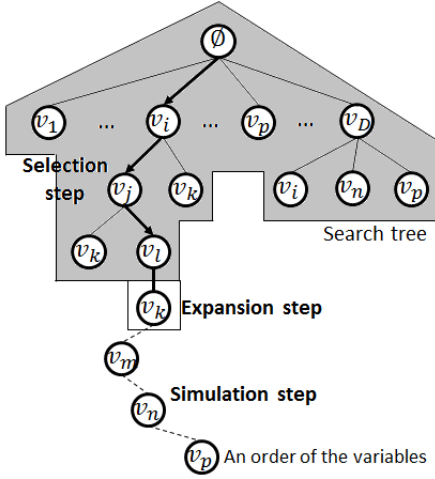 ∅
v₁ ... vᵢ ... vₚ ... v_D
Selection
step
vⱼ vₖ vᵢ vₙ vₚ
Search tree
vₖ vₗ
vₖ Expansion step
vₘ
Simulation step
vₙ
vₚ An order of the variables